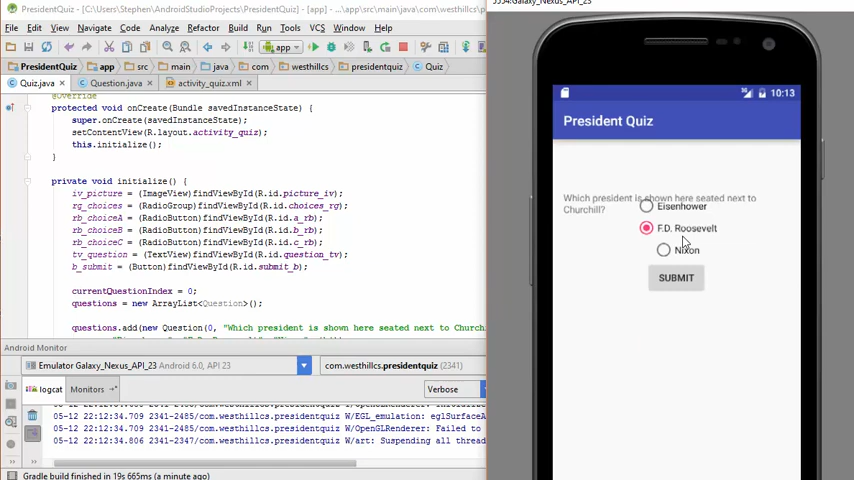 PresidentQuiz - [C:\Users\Stephen\AndroidStudioProjects\PresidentQuiz] - [app] - ...\app\src\main\java\com\westhillcs\pre
5554:Galaxy_Nexus_API_23
File Edit View Navigate Code Analyze Refactor Build Run Tools VCS Window Help
app
PresidentQuiz app src main java com westhillcs presidentquiz Quiz
Quiz.java Question.java activity_quiz.xml
@Override
protected void onCreate(Bundle savedInstanceState) {
super.onCreate(savedInstanceState);
setContentView(R.layout.activity_quiz);
this.initialize();
}
private void initialize() {
iv_picture = (ImageView)findViewById(R.id.picture_iv);
rg_choices = (RadioGroup)findViewById(R.id.choices_rg);
rb_choiceA = (RadioButton)findViewById(R.id.a_rb);
rb_choiceB = (RadioButton)findViewById(R.id.b_rb);
rb_choiceC = (RadioButton)findViewById(R.id.c_rb);
tv_question = (TextView)findViewById(R.id.question_tv);
b_submit = (Button)findViewById(R.id.submit_b);
currentQuestionIndex = 0;
questions = new ArrayList<Question>();
questions.add(new Question(0, "Which president is shown here seated next to Churchil
Android Monitor
Emulator Galaxy_Nexus_API_23 Android 6.0, API 23 com.westhillcs.presidentquiz (2341)
logcat Monitors Verbose
05-12 22:12:34.709 2341-2485/com.westhillcs.presidentquiz W/EGL_emulation: eglSurfaceA
05-12 22:12:34.709 2341-2485/com.westhillcs.presidentquiz W/OpenGLRenderer: Failed to
05-12 22:12:34.806 2341-2347/com.westhillcs.presidentquiz W/art: Suspending all thread
Gradle build finished in 19s 665ms (a minute ago)
10:13
President Quiz
Which president is shown here seated next to
Churchill?
Eisenhower
F.D. Roosevelt
Nixon
SUBMIT